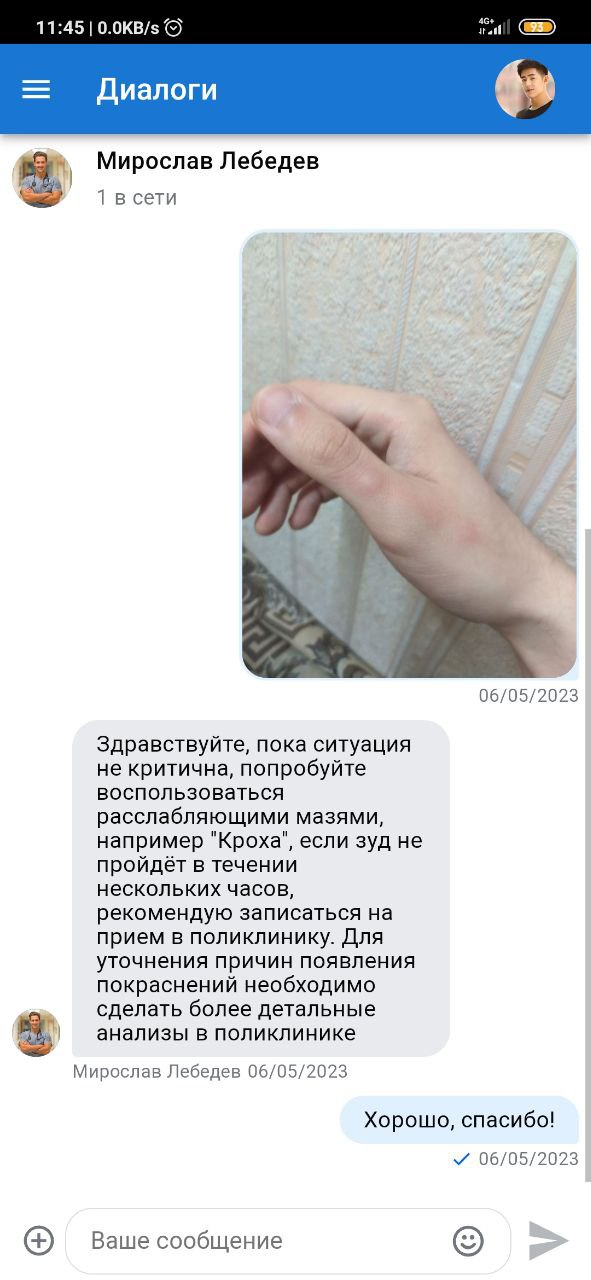 11:45 | 0.0KB/s
4G+
93
Диалоги
Мирослав Лебедев
1 в сети
06/05/2023
Здравствуйте, пока ситуация
не критична, попробуйте
воспользоваться
расслабляющими мазями,
например "Кроха", если зуд не
пройдёт в течении
нескольких часов,
рекомендую записаться на
прием в поликлинику. Для
уточнения причин появления
покраснений необходимо
сделать более детальные
анализы в поликлинике
Мирослав Лебедев 06/05/2023
Хорошо, спасибо!
06/05/2023
Ваше сообщение